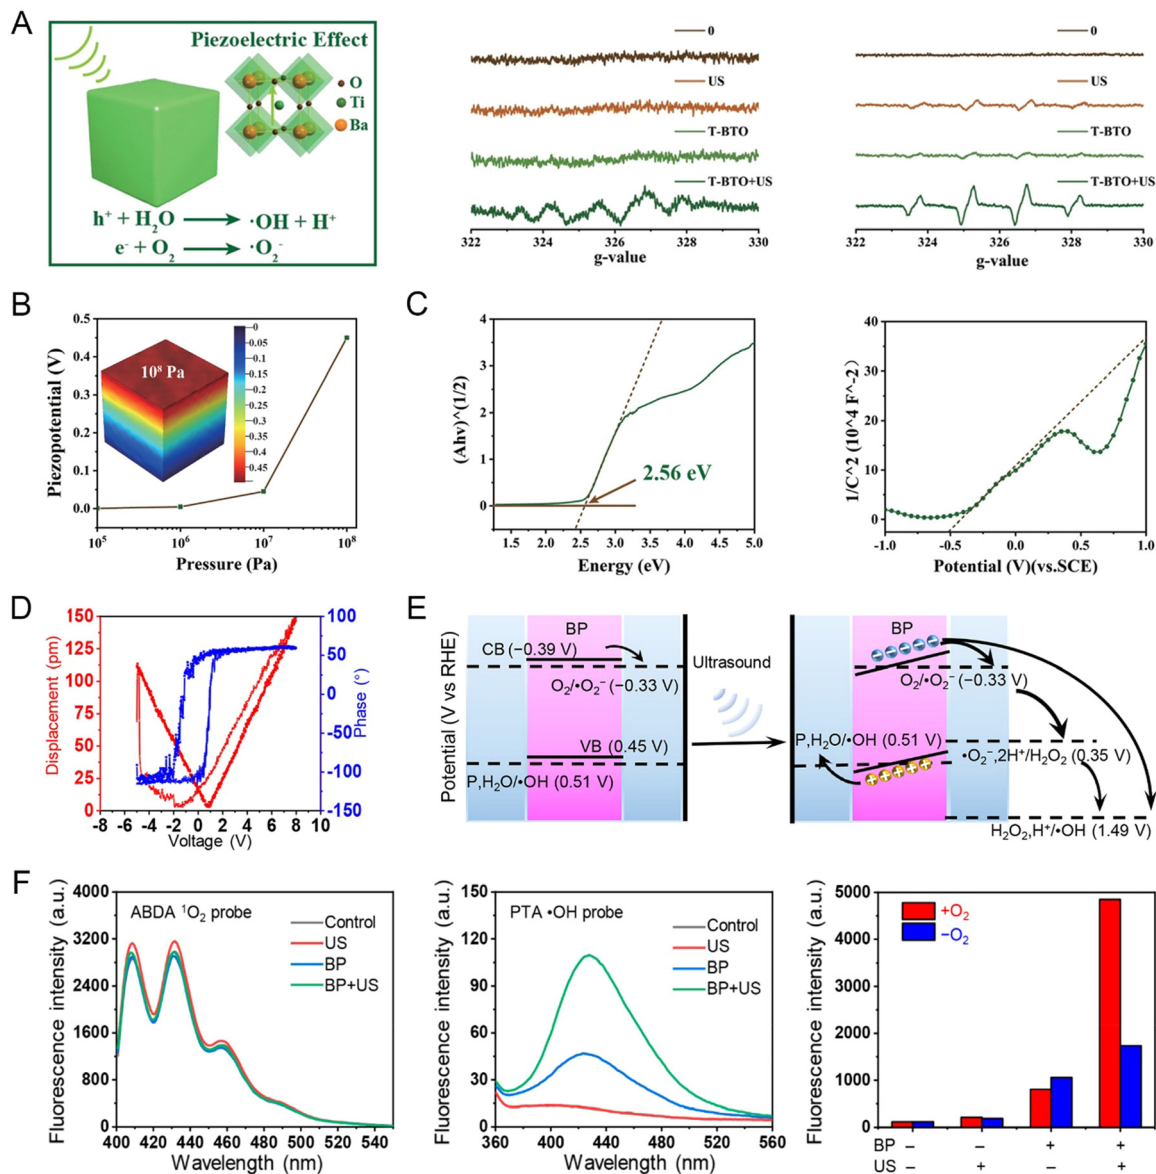 A
Piezoelectric Effect
O
Ti
Ba
h⁺ + H₂O → ·OH + H⁺
e⁻ + O₂ → ·O₂⁻
0
US
T-BTO
T-BTO+US
322 324 326 328 330
g-value
0
US
T-BTO
T-BTO+US
322 324 326 328 330
g-value
B
Piezopotential (V)
0.5
0.4
0.3
0.2
0.1
0.0
10⁸ Pa
−0
−0.05
−0.1
−0.15
−0.2
−0.25
−0.3
−0.35
−0.4
−0.45
10⁵ 10⁶ 10⁷ 10⁸
Pressure (Pa)
C
(Ahν)^(1/2)
4
3
2
1
0
2.56 eV
1.5 2.0 2.5 3.0 3.5 4.0 4.5 5.0
Energy (eV)
1/C^2 (10^4 F^-2)
40
30
20
10
0
-1.0 -0.5 0.0 0.5 1.0
Potential (V)(vs.SCE)
D
Displacement (pm)
150
125
100
75
50
25
0
100
50
0
-50
-100
-150
Phase (°)
-8 -6 -4 -2 0 2 4 6 8 10
Voltage (V)
E
Potential (V vs RHE)
BP
CB (−0.39 V)
O₂/•O₂⁻ (−0.33 V)
VB (0.45 V)
P,H₂O/•OH (0.51 V)
Ultrasound
BP
O₂/•O₂⁻ (−0.33 V)
P,H₂O/•OH (0.51 V)
•O₂⁻,2H⁺/H₂O₂ (0.35 V)
H₂O₂,H⁺/•OH (1.49 V)
F
Fluorescence intensity (a.u.)
4000
3200
2400
1600
800
0
ABDA ¹O₂ probe
Control
US
BP
BP+US
400 420 440 460 480 500 520 540
Wavelength (nm)
Fluorescence intensity (a.u.)
150
120
90
60
30
0
PTA •OH probe
Control
US
BP
BP+US
360 400 440 480 520 560
Wavelength (nm)
Fluorescence intensity (a.u.)
5000
4000
3000
2000
1000
0
+O₂
−O₂
BP − − + +
US − + − +